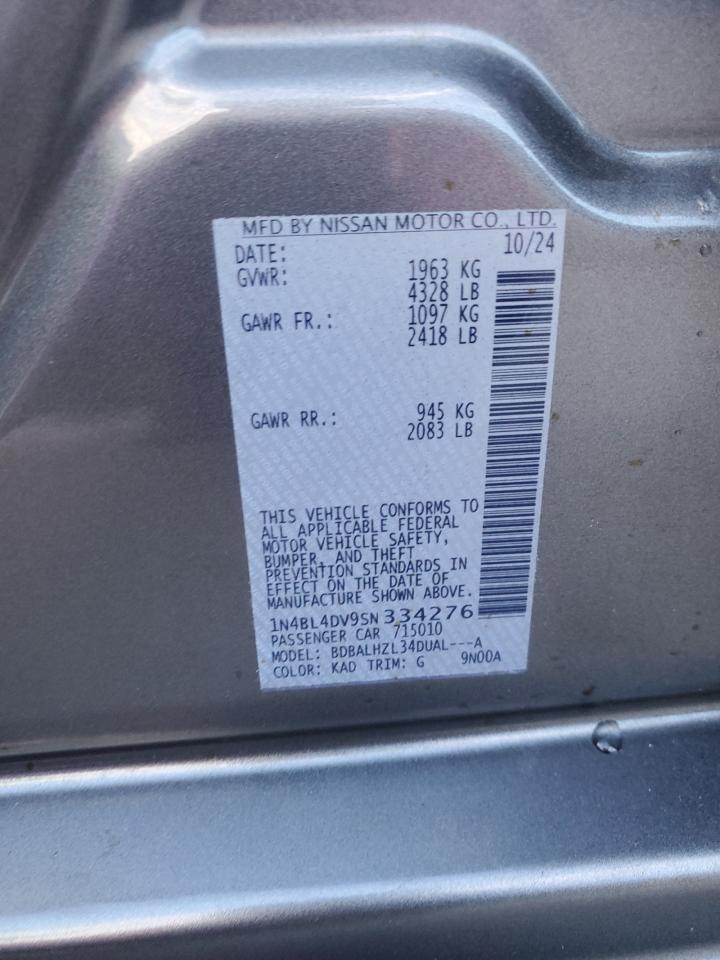 MFD BY NISSAN MOTOR CO., LTD.
DATE: 10/24
GVWR: 1963 KG
4328 LB
GAWR FR.: 1097 KG
2418 LB
GAWR RR.: 945 KG
2083 LB
THIS VEHICLE CONFORMS TO
ALL APPLICABLE FEDERAL
MOTOR VEHICLE SAFETY,
BUMPER, AND THEFT
PREVENTION STANDARDS IN
EFFECT ON THE DATE OF
MANUFACTURE SHOWN ABOVE.
1N4BL4DV9SN334276
PASSENGER CAR 715010
MODEL: BDBALHZL34DUAL---A
COLOR: KAD TRIM: G 9N00A